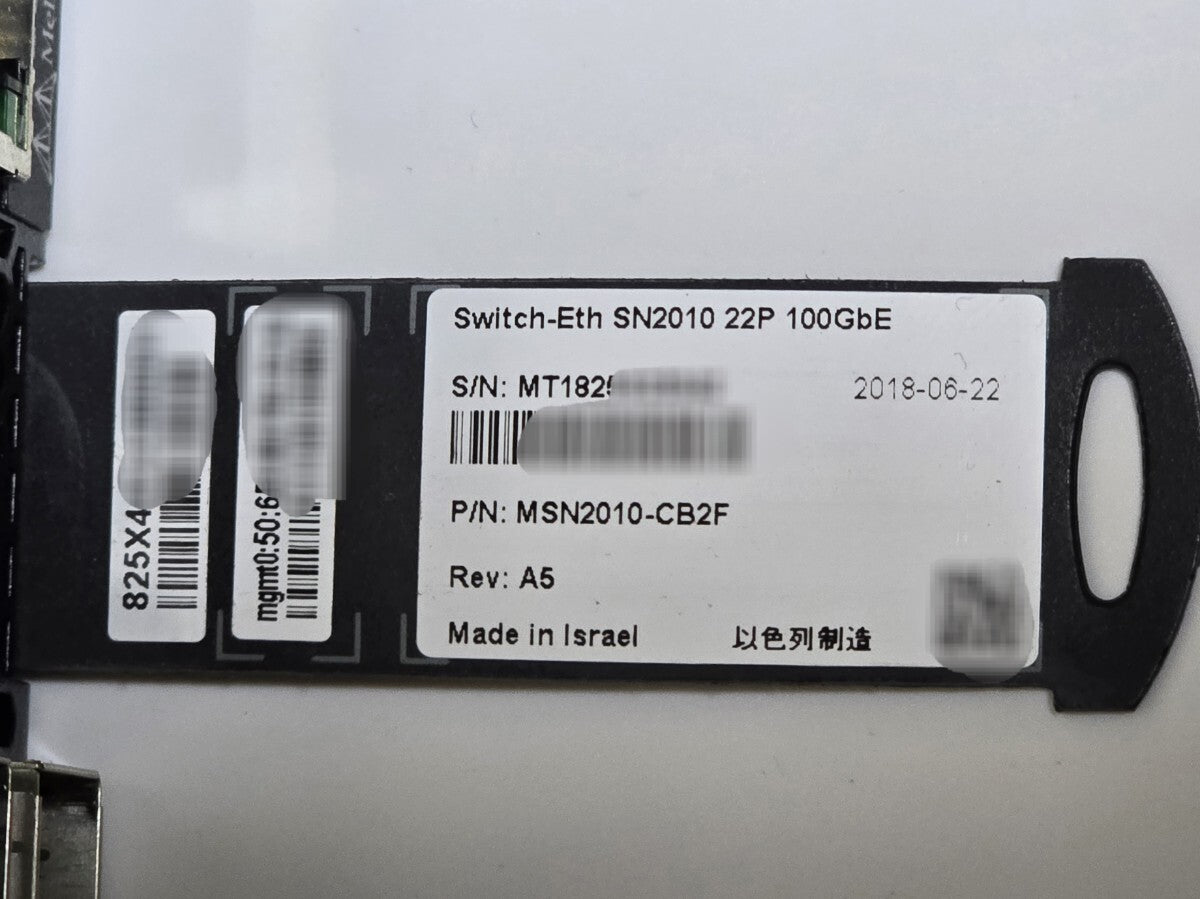 825X4
mgmt0:50:6
Switch-Eth SN2010 22P 100GbE
S/N: MT1825
2018-06-22
P/N: MSN2010-CB2F
Rev: A5
Made in Israel
以色列制造